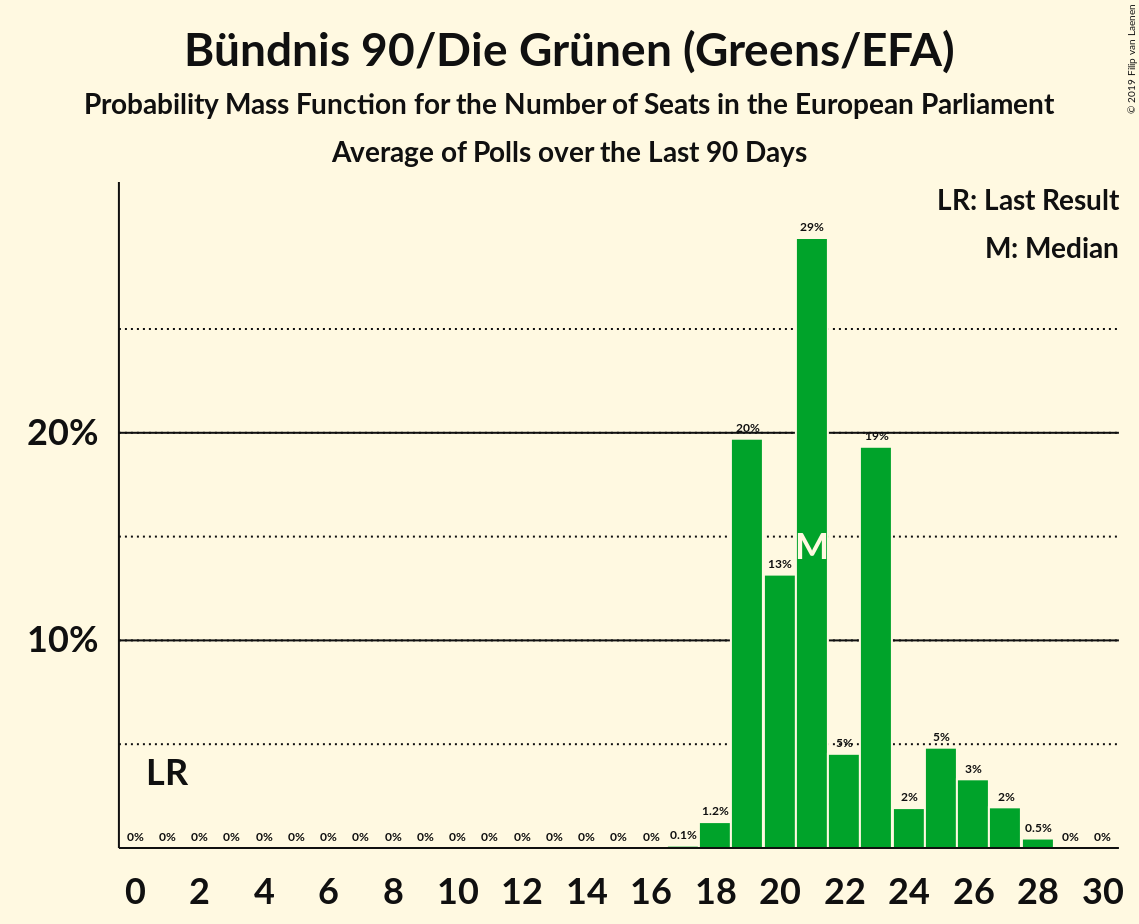 Bündnis 90/Die Grünen (Greens/EFA)
Probability Mass Function for the Number of Seats in the European Parliament
Average of Polls over the Last 90 Days
© 2019 Filip van Laenen
LR: Last Result
M: Median
20%
10%
LR
M
0% 0% 0% 0% 0% 0% 0% 0% 0% 0% 0% 0% 0% 0% 0% 0% 0% 0.1% 1.2% 20% 13% 29% 5% 19% 2% 5% 3% 2% 0.5% 0% 0%
0 2 4 6 8 10 12 14 16 18 20 22 24 26 28 30